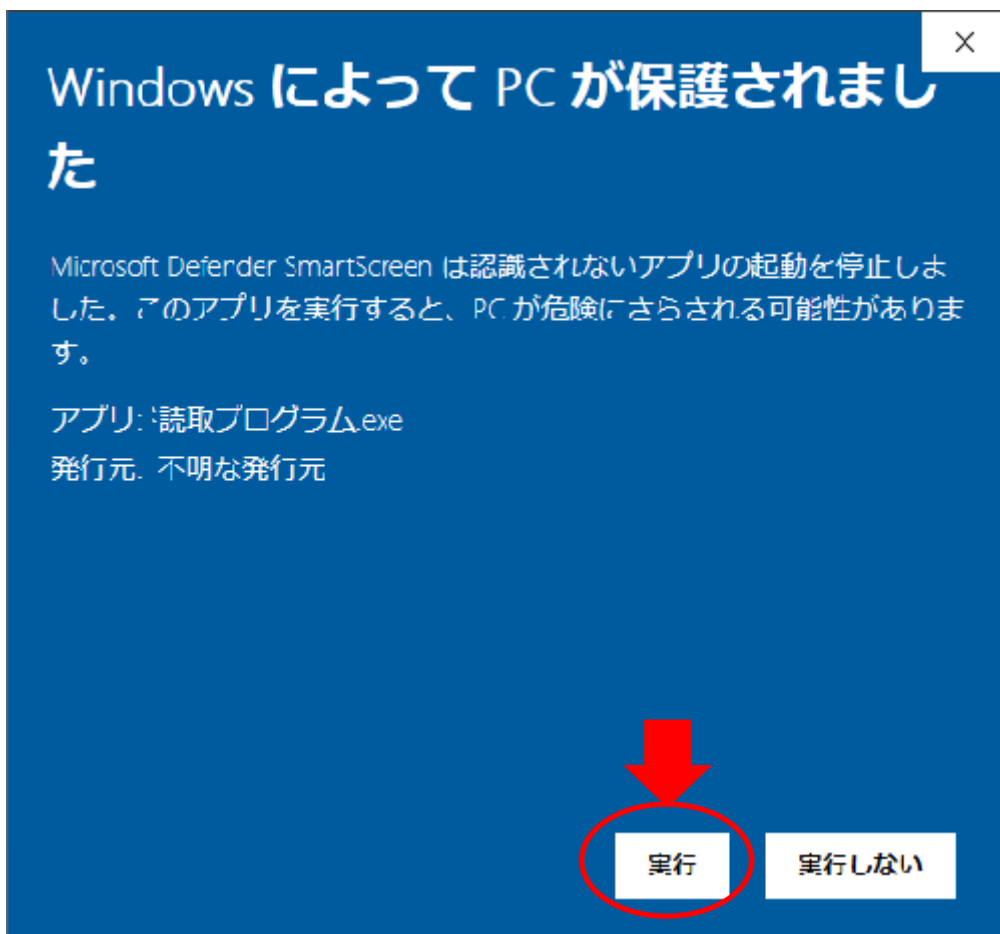 Windows によって PC が保護されまし
た
Microsoft Defender SmartScreen は認識されないアプリの起動を停止しま
した。このアプリを実行すると、PC が危険にさらされる可能性がありま
す。
アプリ: 読取プログラム.exe
発行元: 不明な発行元
実行
実行しない